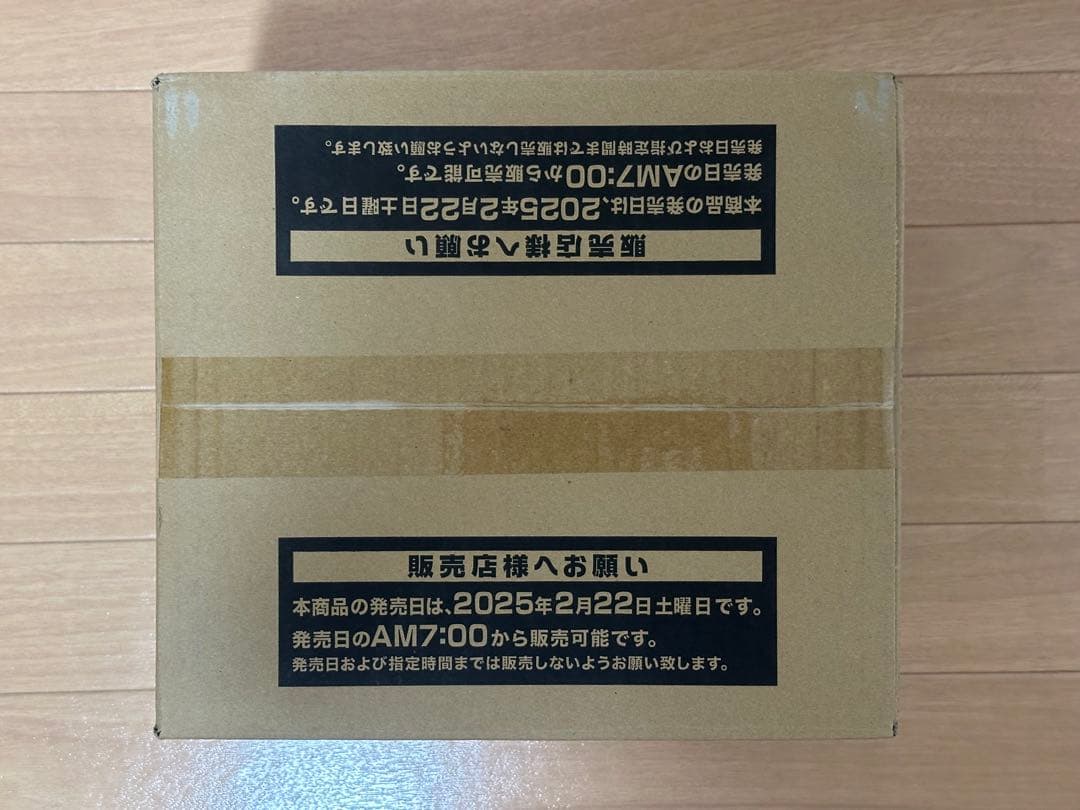 販売店様へお願い
本商品の発売日は、2025年2月22日土曜日です。
発売日のAM7:00から販売可能です。
発売日および指定時間までは販売しないようお願い致します。
販売店様へお願い
本商品の発売日は、2025年2月22日土曜日です。
発売日のAM7:00から販売可能です。
発売日および指定時間までは販売しないようお願い致します。